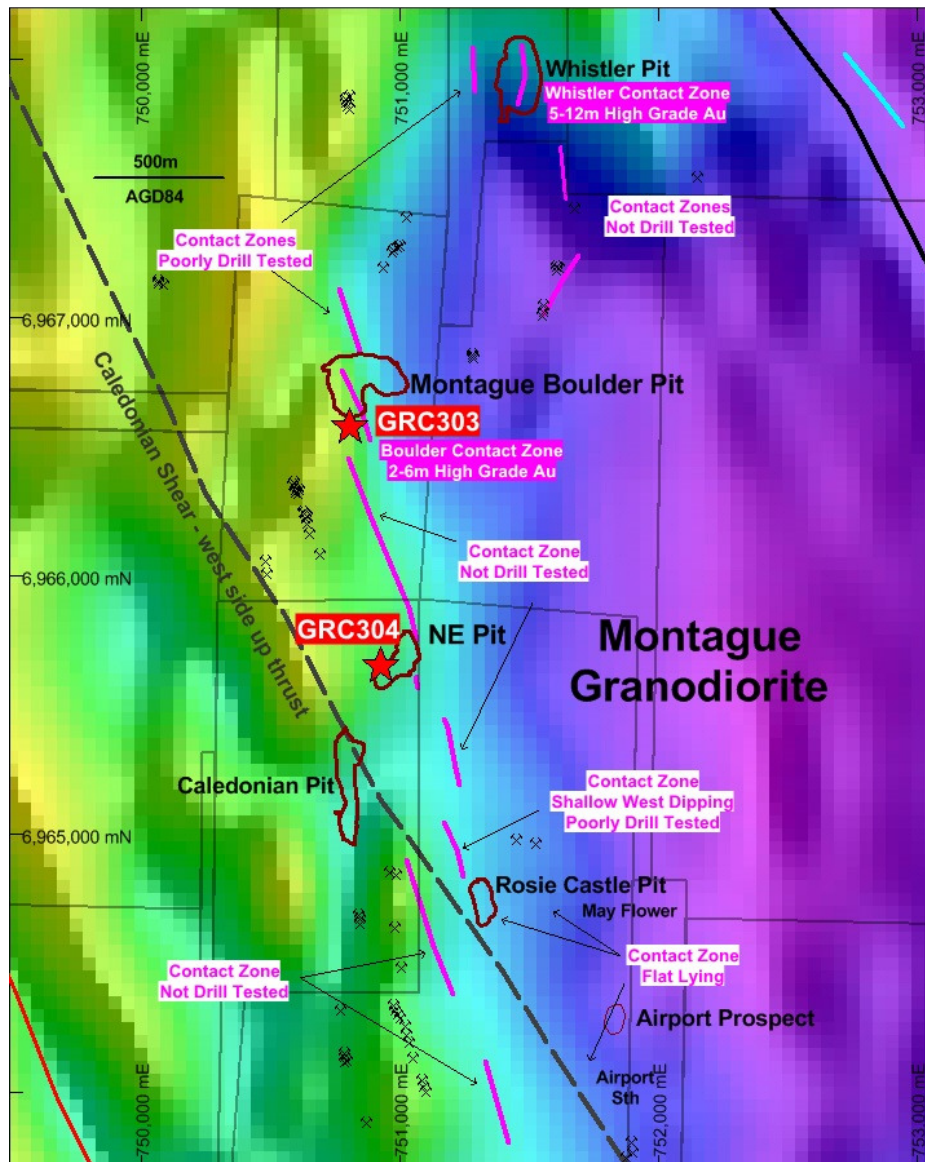 750,000 mE
751,000 mE
753,0
Whistler Pit
Whistler Contact Zone
5-12m High Grade Au
500m
AGD84
Contact Zones
Poorly Drill Tested
Contact Zones
Not Drill Tested
6,967,000 mN
Montague Boulder Pit
GRC303
Boulder Contact Zone
2-6m High Grade Au
Caledonian Shear - west side up thrust
Contact Zone
Not Drill Tested
6,966,000 mN
GRC304
NE Pit
Montague
Granodiorite
Caledonian Pit
Contact Zone
Shallow West Dipping
Poorly Drill Tested
6,965,000 mN
Rosie Castle Pit
May Flower
Contact Zone
Flat Lying
Contact Zone
Not Drill Tested
Airport Prospect
Airport
Sth
750,000 mE
751,000 mE
752,000 mE
753,000 mE